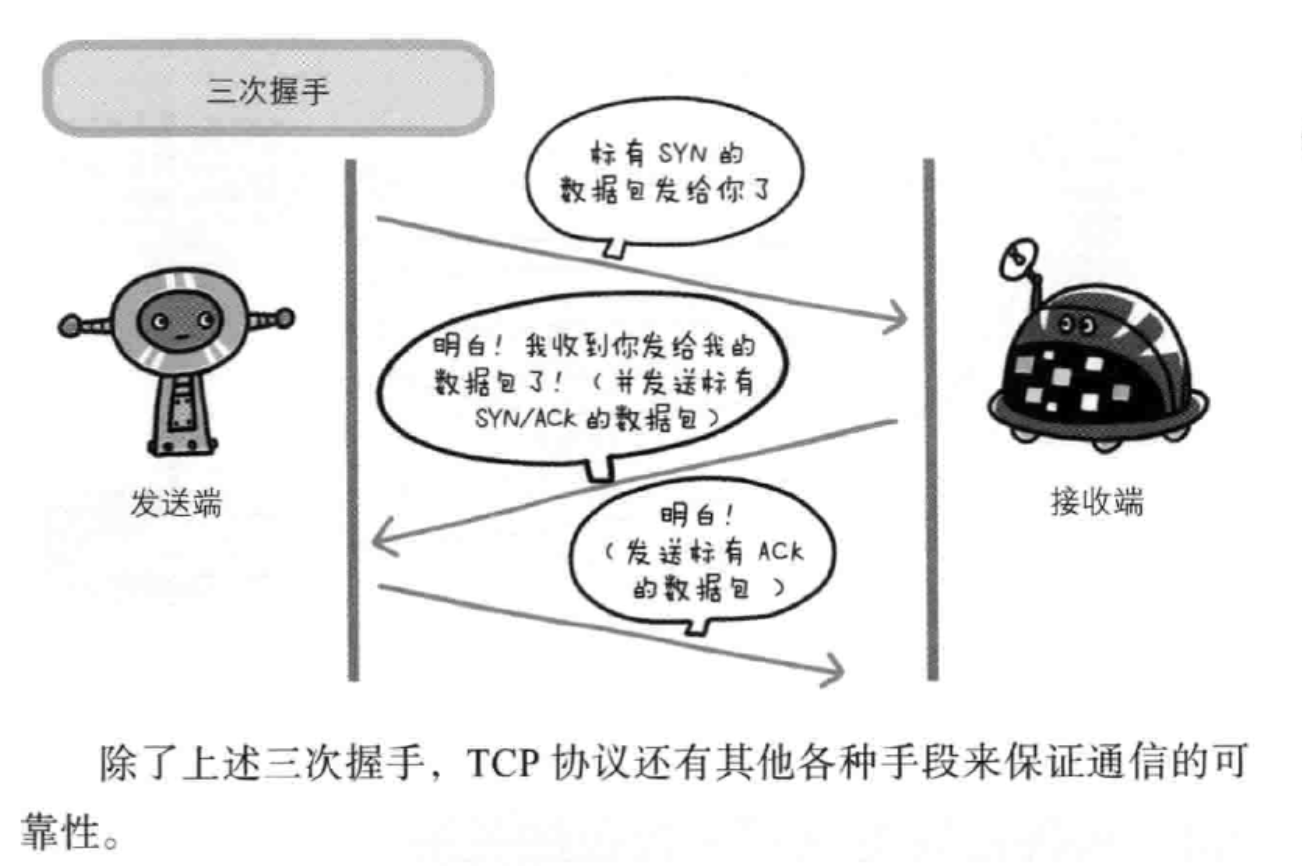 三次握手
标有 SYN 的
数据包发给你了
明白！我收到你发给我的
数据包了！（并发送标有
SYN/ACK 的数据包）
发送端
接收端
明白！
（发送标有 ACK
的数据包 ）
除了上述三次握手，TCP 协议还有其他各种手段来保证通信的可
靠性。